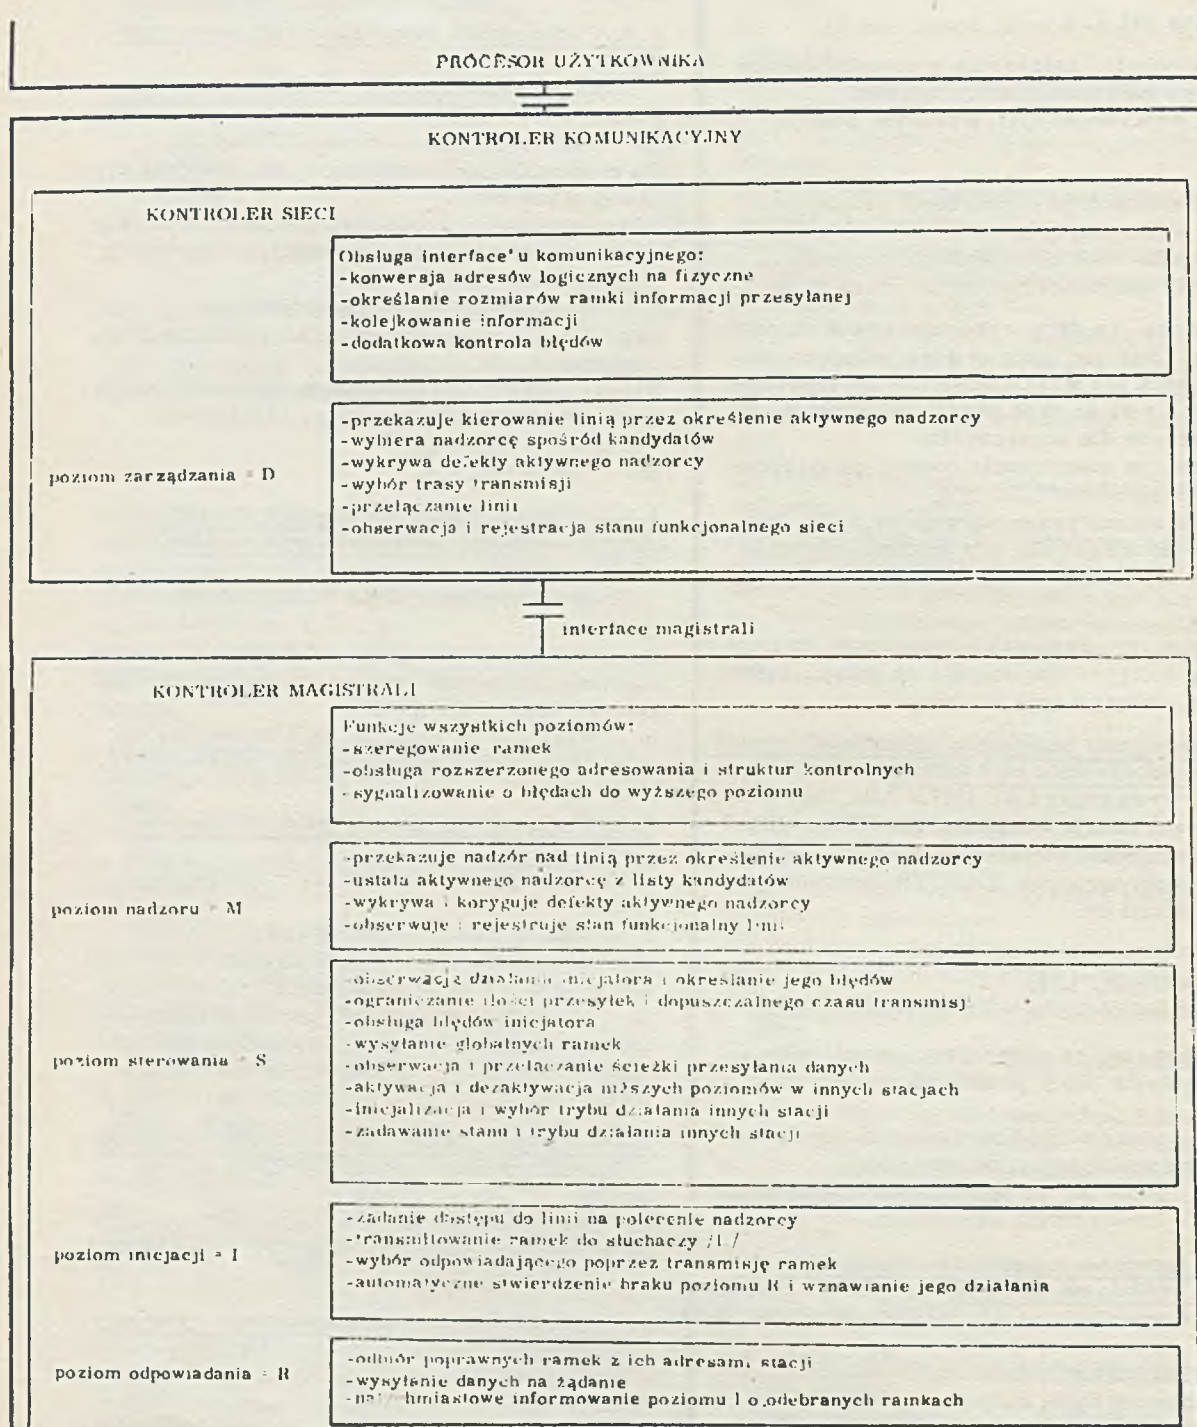 PROCESOR UŻYTKOWNIKA
KONTROLER KOMUNIKACYJNY
KONTROLER SIECI
Obsługa interface'u komunikacyjnego:
-konwersja adresów logicznych na fizyczne
-określanie rozmiarów ramki informacji przesyłanej
-kolejkowanie informacji
-dodatkowa kontrola błędów
poziom zarządzania = D
-przekazuje kierowanie linią przez określenie aktywnego nadzorcy
-wybiera nadzorcę spośród kandydatów
-wykrywa defekty aktywnego nadzorcy
-wybór trasy transmisji
-przełączanie linii
-obserwacja i rejestracja stanu funkcjonalnego sieci
interface magistrali
KONTROLER MAGISTRALI
Funkcje wszystkich poziomów:
-szeregowanie ramek
-obsługa rozszerzonego adresowania i struktur kontrolnych
-sygnalizowanie o błędach do wyższego poziomu
poziom nadzoru = M
-przekazuje nadzór nad linią przez określenie aktywnego nadzorcy
-ustala aktywnego nadzorcę z listy kandydatów
-wykrywa i koryguje defekty aktywnego nadzorcy
-obserwuje i rejestruje stan funkcjonalny linii
poziom sterowania = S
-obserwacja działania inicjatora i określanie jego błędów
-ograniczanie ilości przesyłek i dopuszczalnego czasu transmisji
-obsługa błędów inicjatora
-wysyłanie globalnych ramek
-obserwacja i przełączanie ścieżki przesyłania danych
-aktywacja i dezaktywacja niższych poziomów w innych stacjach
-inicjalizacja i wybór trybu działania innych stacji
-zadawanie stanu i trybu działania innych stacji
poziom inicjacji = I
-żądanie dostępu do linii na polecenie nadzorcy
-transmitowanie ramek do słuchaczy /L/
-wybór odpowiadającego poprzez transmisję ramek
-automatyczne stwierdzenie braku poziomu R i wznawianie jego działania
poziom odpowiadania = R
-odbiór poprawnych ramek z ich adresami stacji
-wysyłanie danych na żądanie
-natychmiastowe informowanie poziomu I o odebranych ramkach